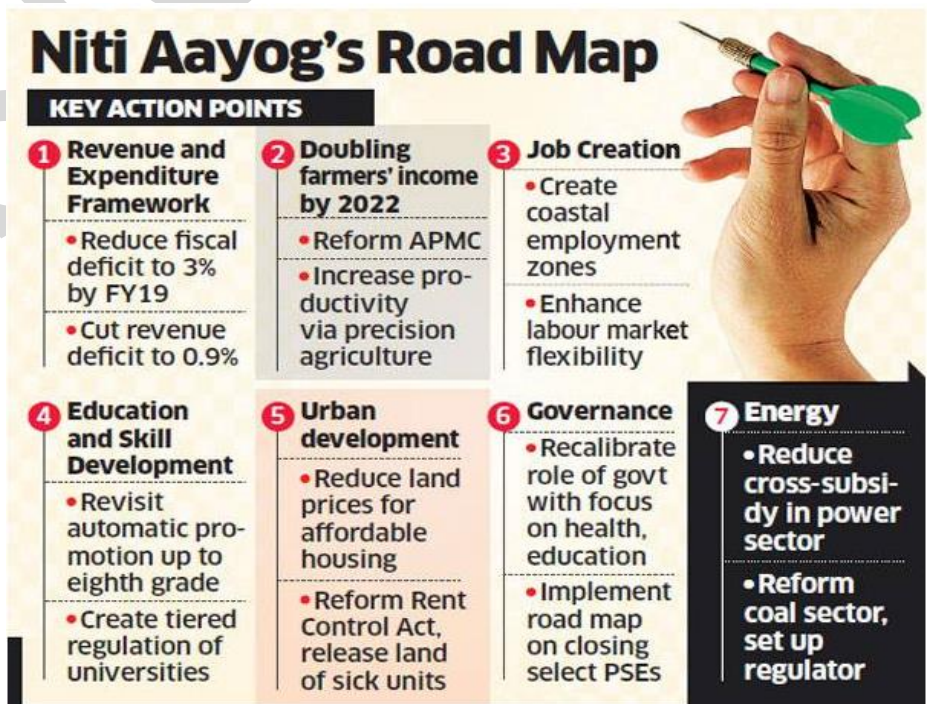 Niti Aayog's Road Map
KEY ACTION POINTS
1 Revenue and
Expenditure
Framework
• Reduce fiscal
deficit to 3%
by FY19
• Cut revenue
deficit to 0.9%
2 Doubling
farmers' income
by 2022
• Reform APMC
• Increase pro-
ductivity
via precision
agriculture
3 Job Creation
• Create
coastal
employment
zones
• Enhance
labour market
flexibility
4 Education
and Skill
Development
• Revisit
automatic pro-
motion up to
eighth grade
• Create tiered
regulation of
universities
5 Urban
development
• Reduce land
prices for
affordable
housing
• Reform Rent
Control Act,
release land
of sick units
6 Governance
• Recalibrate
role of govt
with focus
on health,
education
• Implement
road map
on closing
select PSEs
7 Energy
• Reduce
cross-subsi-
dy in power
sector
• Reform
coal sector,
set up
regulator